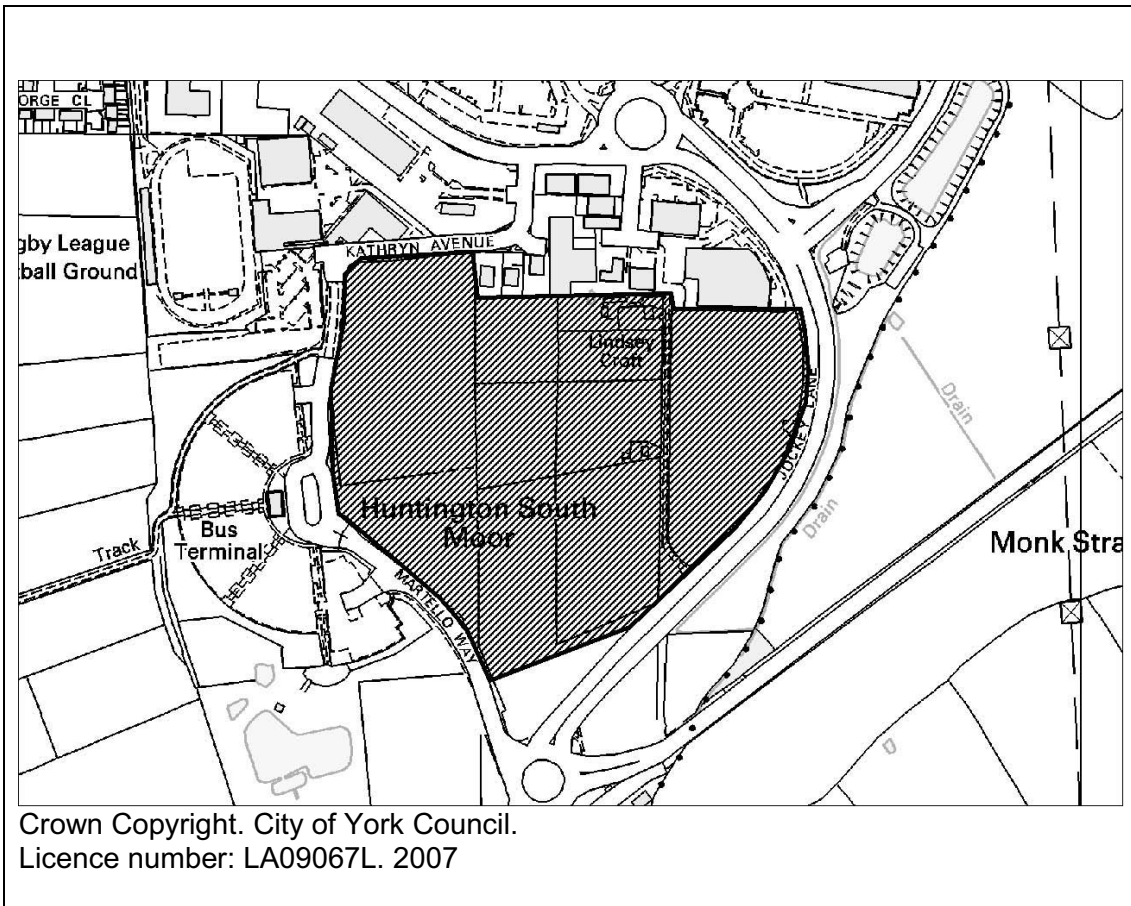 ORGE CL
gby League
tball Ground
KATHRYN AVENUE
Lindsey
Croft
JOCKEY LANE
Drain
Drain
Huntington South
Moor
Monk Stra
Bus
Terminal
Track
MARTELLO WAY
Crown Copyright. City of York Council.
Licence number: LA09067L. 2007